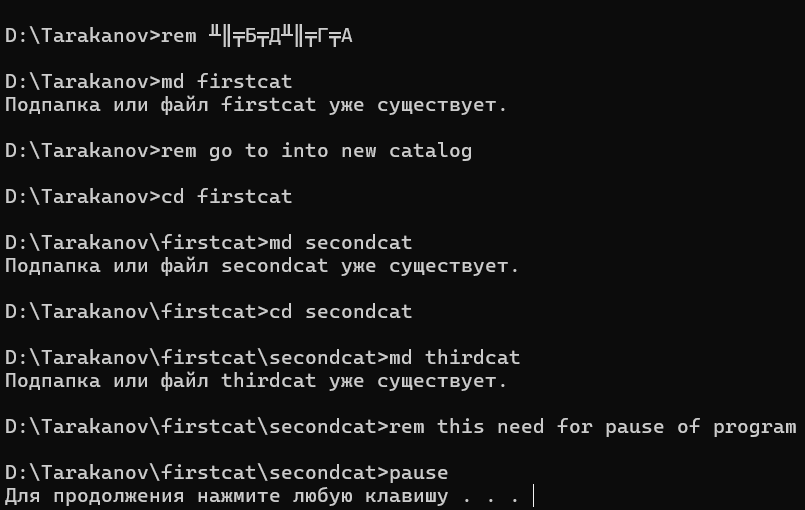 D:\Tarakanov>rem ╨║╤Б╤Д╨║╤Г╤А
D:\Tarakanov>md firstcat
Подпапка или файл firstcat уже существует.
D:\Tarakanov>rem go to into new catalog
D:\Tarakanov>cd firstcat
D:\Tarakanov\firstcat>md secondcat
Подпапка или файл secondcat уже существует.
D:\Tarakanov\firstcat>cd secondcat
D:\Tarakanov\firstcat\secondcat>md thirdcat
Подпапка или файл thirdcat уже существует.
D:\Tarakanov\firstcat\secondcat>rem this need for pause of program
D:\Tarakanov\firstcat\secondcat>pause
Для продолжения нажмите любую клавишу . . .